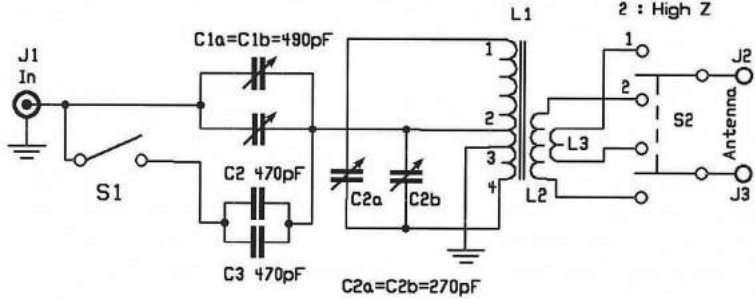 L1
2 : High Z
J1
In
C1a=C1b=490pF
1
1
J2
2
2
S2
Antenna
3
L3
S1
C2 470pF
C2a
C2b
4
L2
J3
C3 470pF
C2a=C2b=270pF